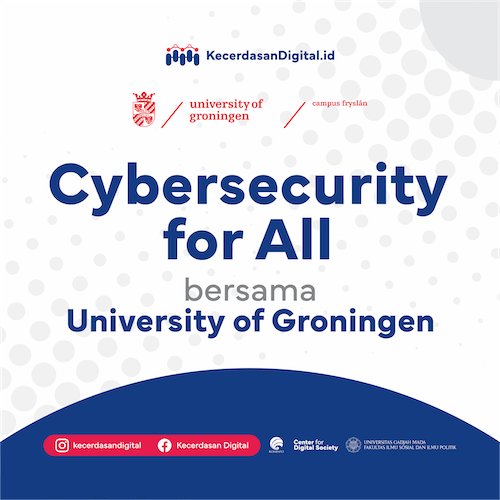 KecerdasanDigital.id
university of
groningen
campus fryslân
Cybersecurity
for All
bersama
University of Groningen
kecerdasandigital
Kecerdasan Digital
KOMINFO
Center for
Digital Society
UNIVERSITAS GADJAH MADA
FAKULTAS ILMU SOSIAL DAN ILMU POLITIK